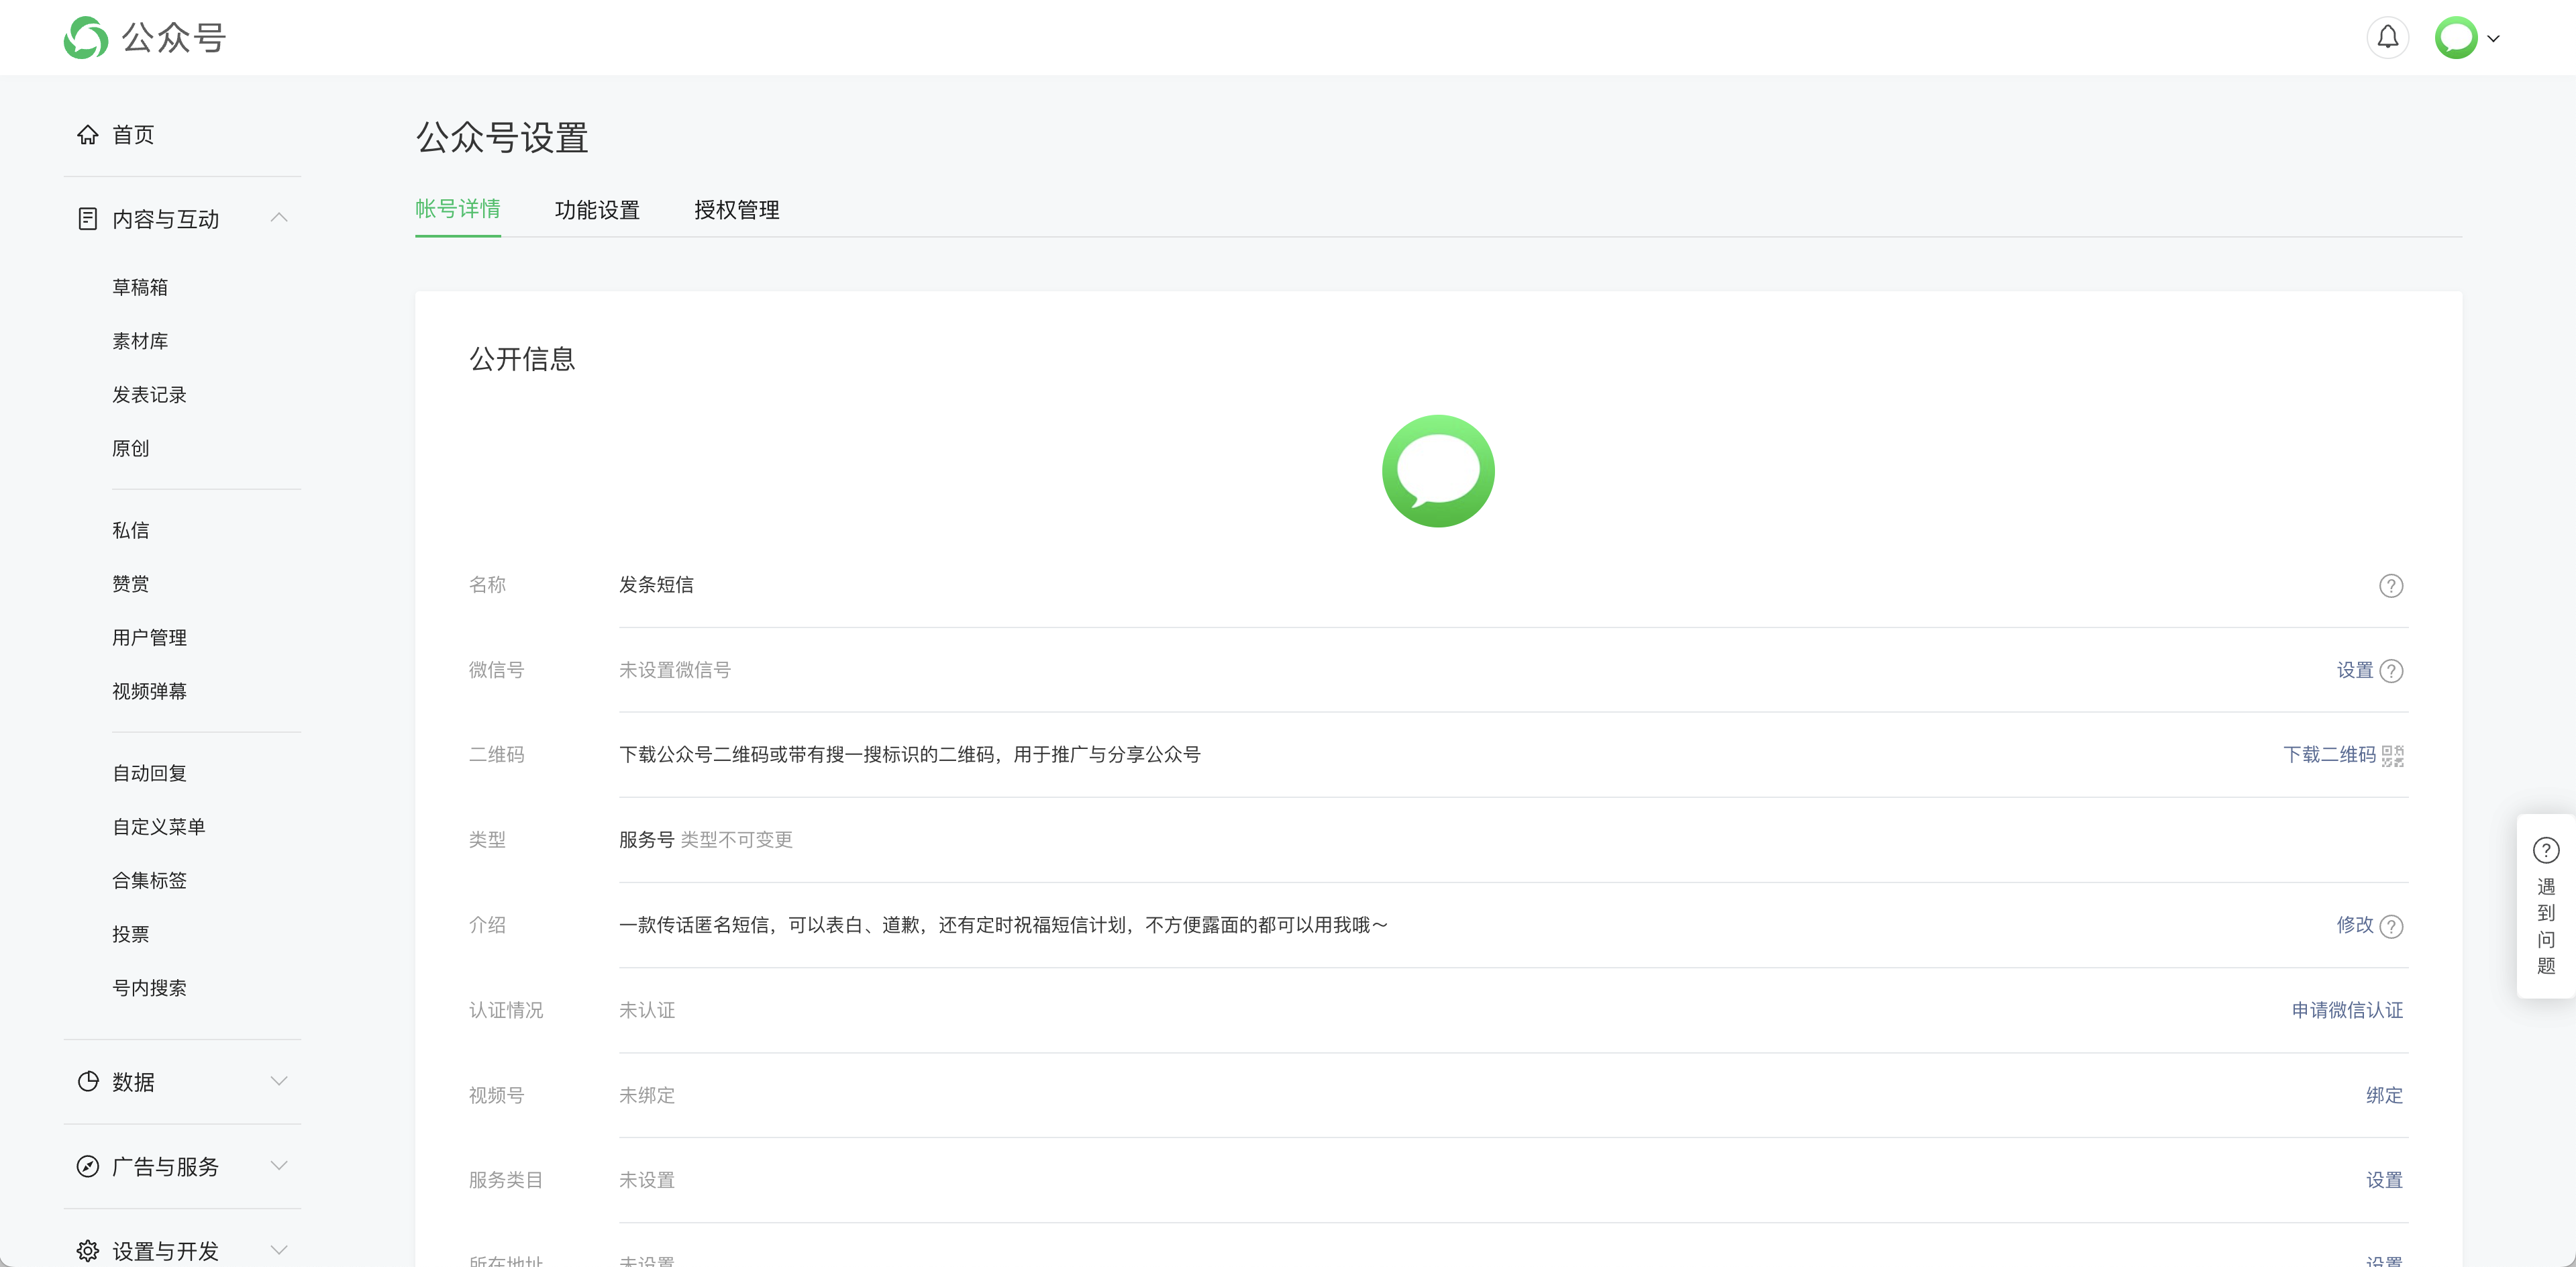 公众号
首页
内容与互动
草稿箱
素材库
发表记录
原创
私信
赞赏
用户管理
视频弹幕
自动回复
自定义菜单
合集标签
投票
号内搜索
数据
广告与服务
设置与开发
公众号设置
帐号详情 功能设置 授权管理
公开信息
名称 发条短信 ?
微信号 未设置微信号 设置 ?
二维码 下载公众号二维码或带有搜一搜标识的二维码，用于推广与分享公众号 下载二维码
类型 服务号 类型不可变更
介绍 一款传话匿名短信，可以表白、道歉，还有定时祝福短信计划，不方便露面的都可以用我哦～ 修改 ?
认证情况 未认证 申请微信认证
视频号 未绑定 绑定
服务类目 未设置 设置
所在地址 未设置 设置
?
遇
到
问
题